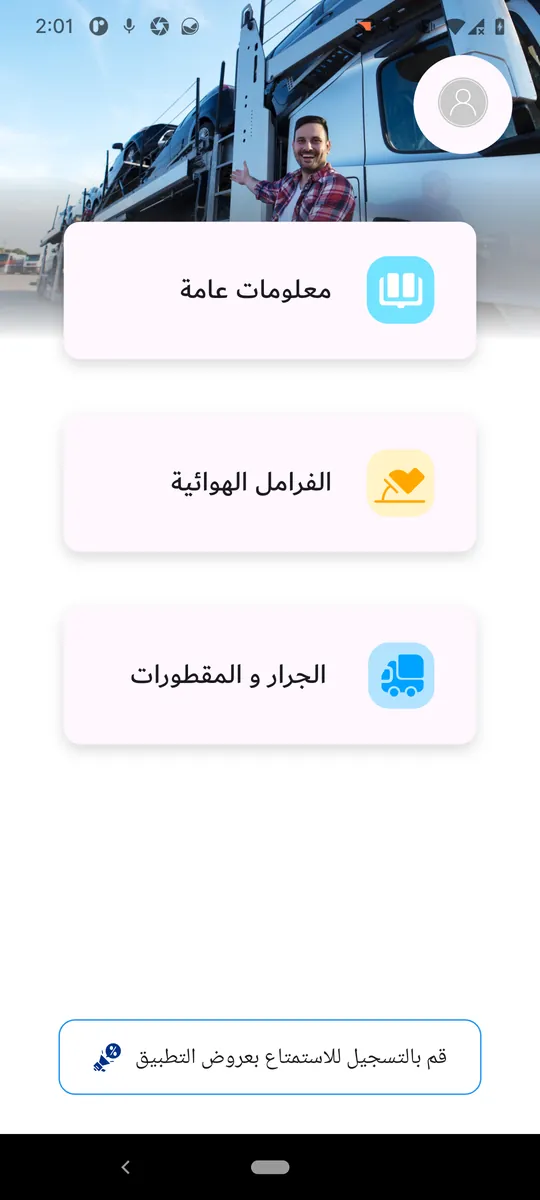 2:01
معلومات عامة
الفرامل الهوائية
الجرار و المقطورات
قم بالتسجيل للاستمتاع بعروض التطبيق